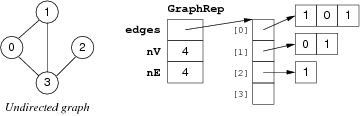 1
0
2
3
Undirected graph
GraphRep
edges
nV 4
nE 4
[0] 1 0 1
[1] 0 1
[2] 1
[3]